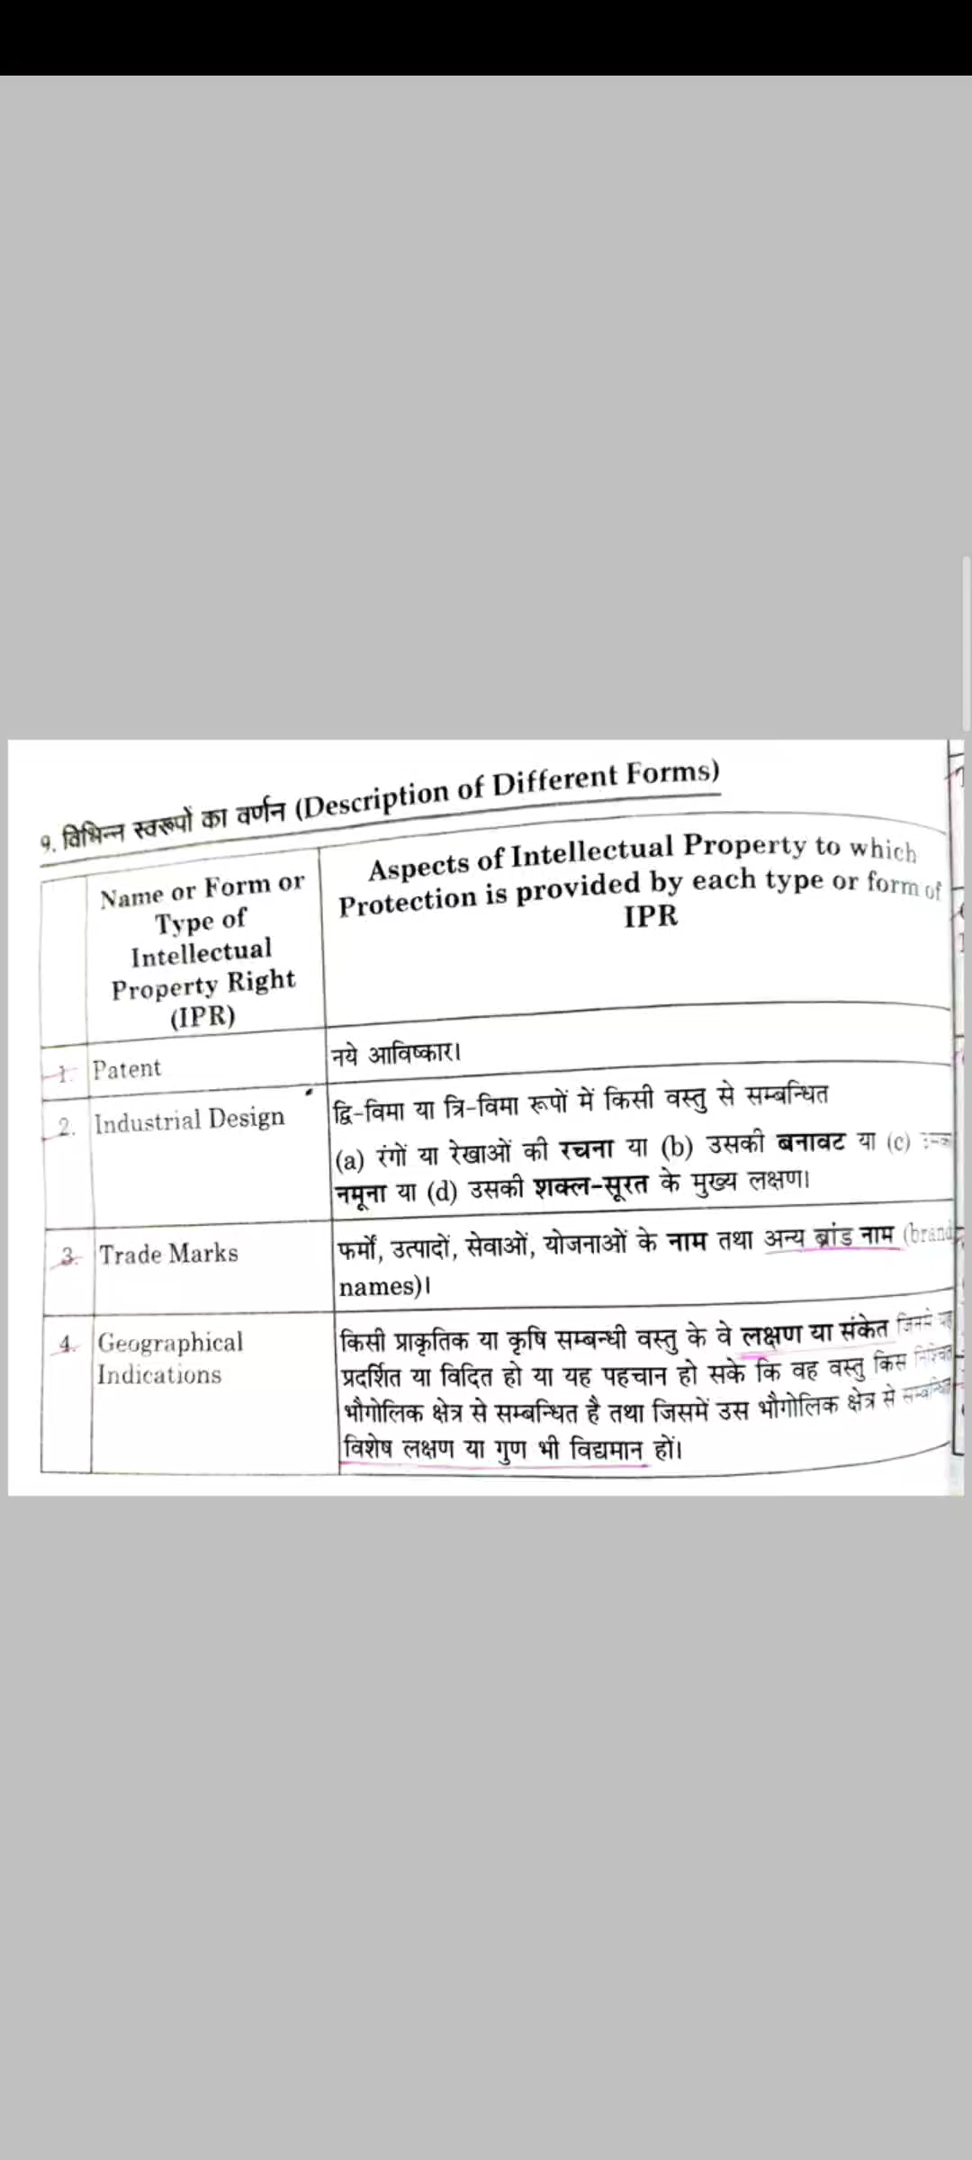 9. विभिन्न स्वरूपों का वर्णन (Description of Different Forms)
Name or Form or
Type of
Intellectual
Property Right
(IPR)
Aspects of Intellectual Property to which
Protection is provided by each type or form of
IPR
1. Patent
नये आविष्कार।
2. Industrial Design
द्वि-विमा या त्रि-विमा रूपों में किसी वस्तु से सम्बन्धित
(a) रंगों या रेखाओं की रचना या (b) उसकी बनावट या (c)
नमूना या (d) उसकी शक्ल-सूरत के मुख्य लक्षण।
3. Trade Marks
फर्मों, उत्पादों, सेवाओं, योजनाओं के नाम तथा अन्य ब्रांड नाम (brand
names)।
4. Geographical
Indications
किसी प्राकृतिक या कृषि सम्बन्धी वस्तु के वे लक्षण या संकेत जिनसे यह
प्रदर्शित या विदित हो या यह पहचान हो सके कि वह वस्तु किस निश्चित
भौगोलिक क्षेत्र से सम्बन्धित है तथा जिसमें उस भौगोलिक क्षेत्र से सम्बन्धित
विशेष लक्षण या गुण भी विद्यमान हों।